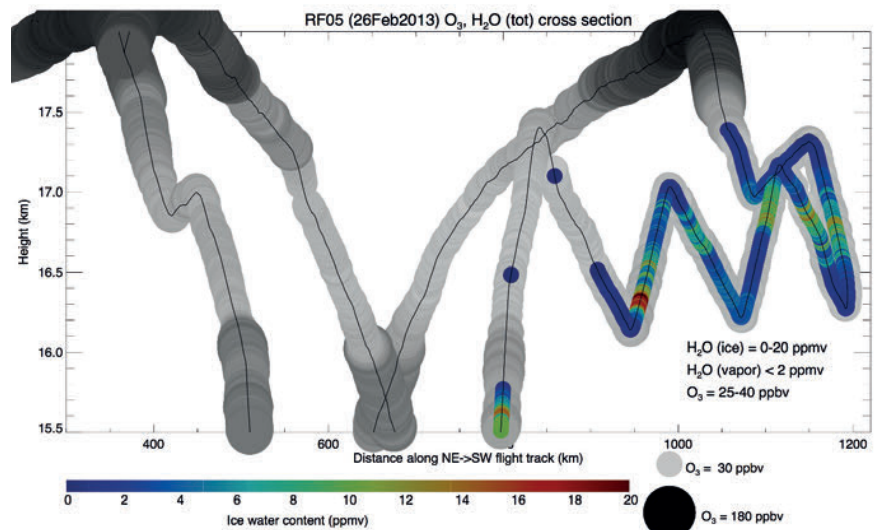 RF05 (26Feb2013) O3, H2O (tot) cross section
Height (km)
17.5
17.0
16.5
16.0
15.5
H2O (ice) = 0-20 ppmv
H2O (vapor) < 2 ppmv
O3 = 25-40 ppbv
400
600
1000
1200
Distance along NE->SW flight track (km)
O3 = 30 ppbv
0 2 4 6 8 10 12 14 16 18 20
Ice water content (ppmv)
O3 = 180 ppbv